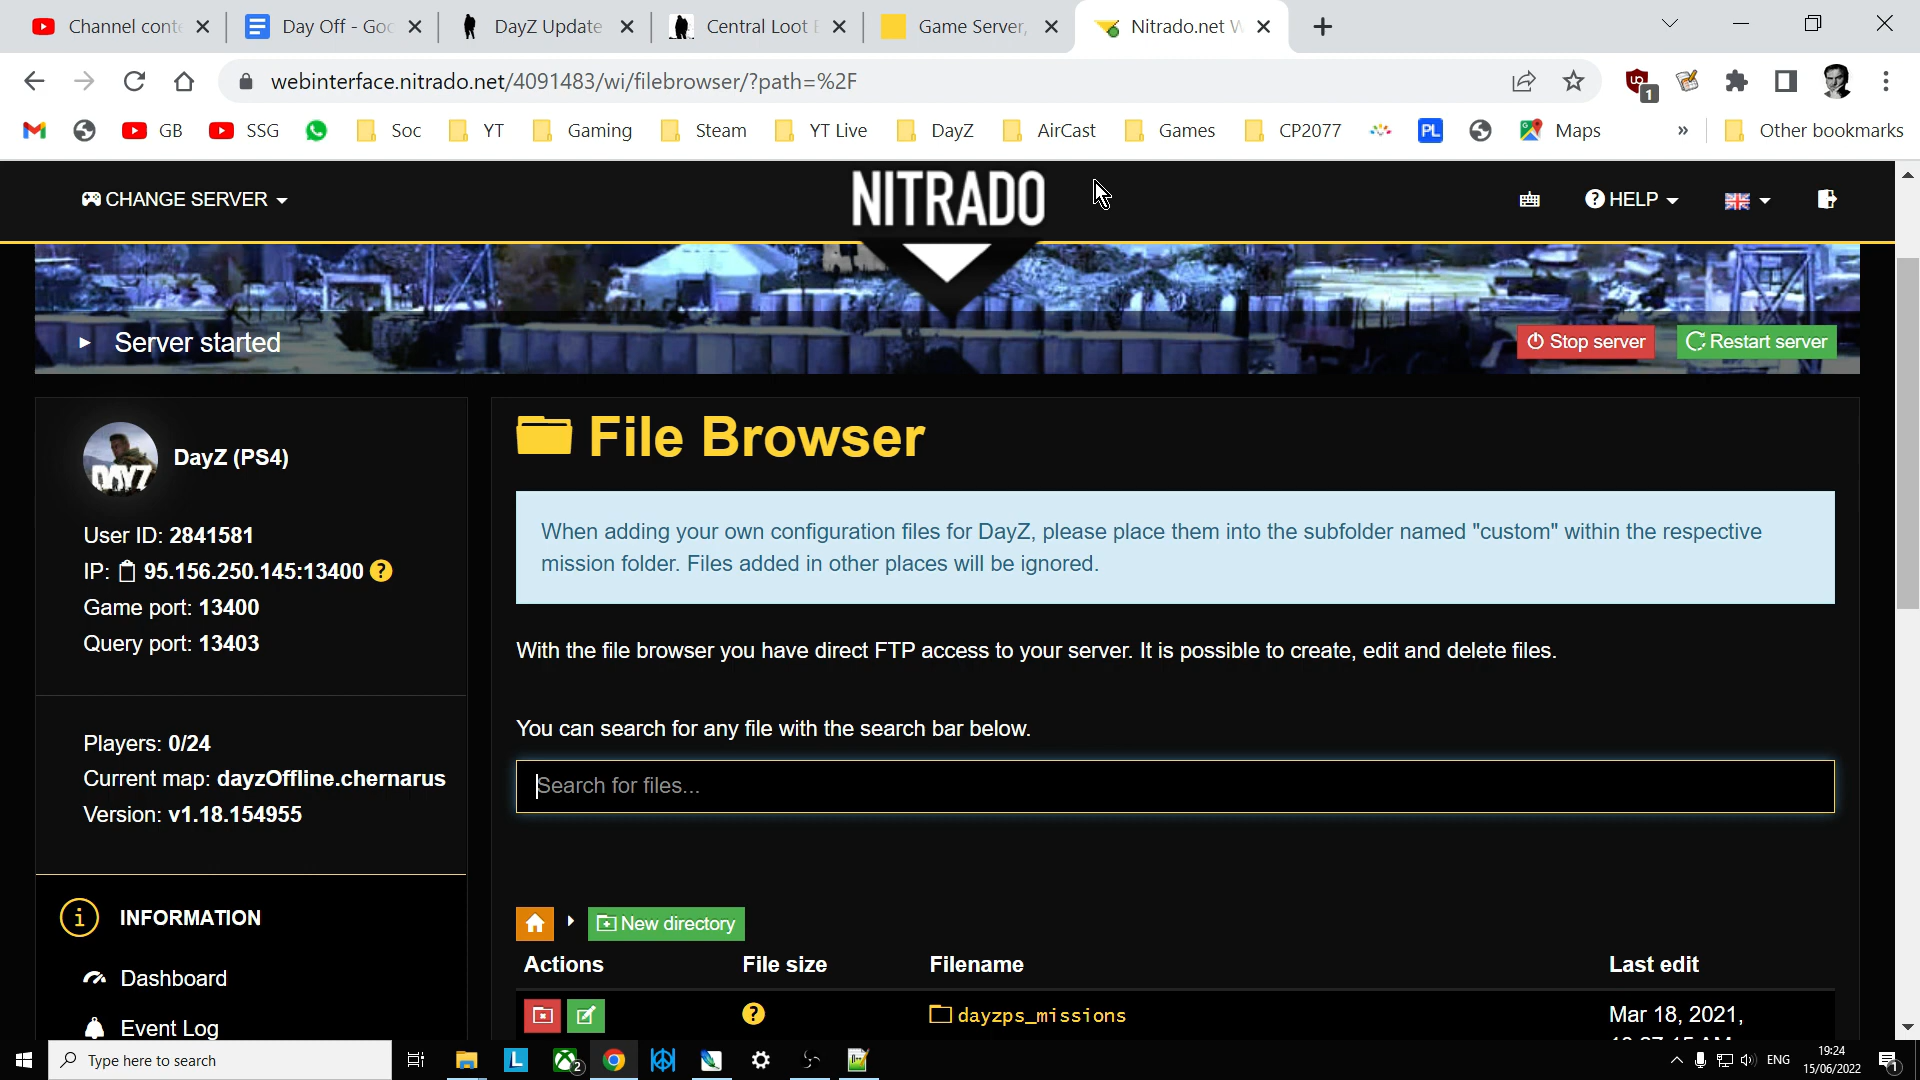 Channel cont
Day Off - Goo
DayZ Update
Central Loot E
Game Server,
Nitrado.net W
webinterface.nitrado.net/4091483/wi/filebrowser/?path=%2F
1
GB
SSG
Soc
YT
Gaming
Steam
YT Live
DayZ
AirCast
Games
CP2077
PL
Maps
»
Other bookmarks
CHANGE SERVER
NITRADO
HELP
Server started
Stop server
Restart server
DAYZ
DayZ (PS4)
User ID: 2841581
IP: 95.156.250.145:13400 ?
Game port: 13400
Query port: 13403
Players: 0/24
Current map: dayzOffline.chernarus
Version: v1.18.154955
INFORMATION
Dashboard
Event Log
File Browser
When adding your own configuration files for DayZ, please place them into the subfolder named "custom" within the respective
mission folder. Files added in other places will be ignored.
With the file browser you have direct FTP access to your server. It is possible to create, edit and delete files.
You can search for any file with the search bar below.
Search for files...
New directory
Actions File size Filename Last edit
? dayzps_missions Mar 18, 2021,
Type here to search
L
2
ENG
19:24
15/06/2022
1